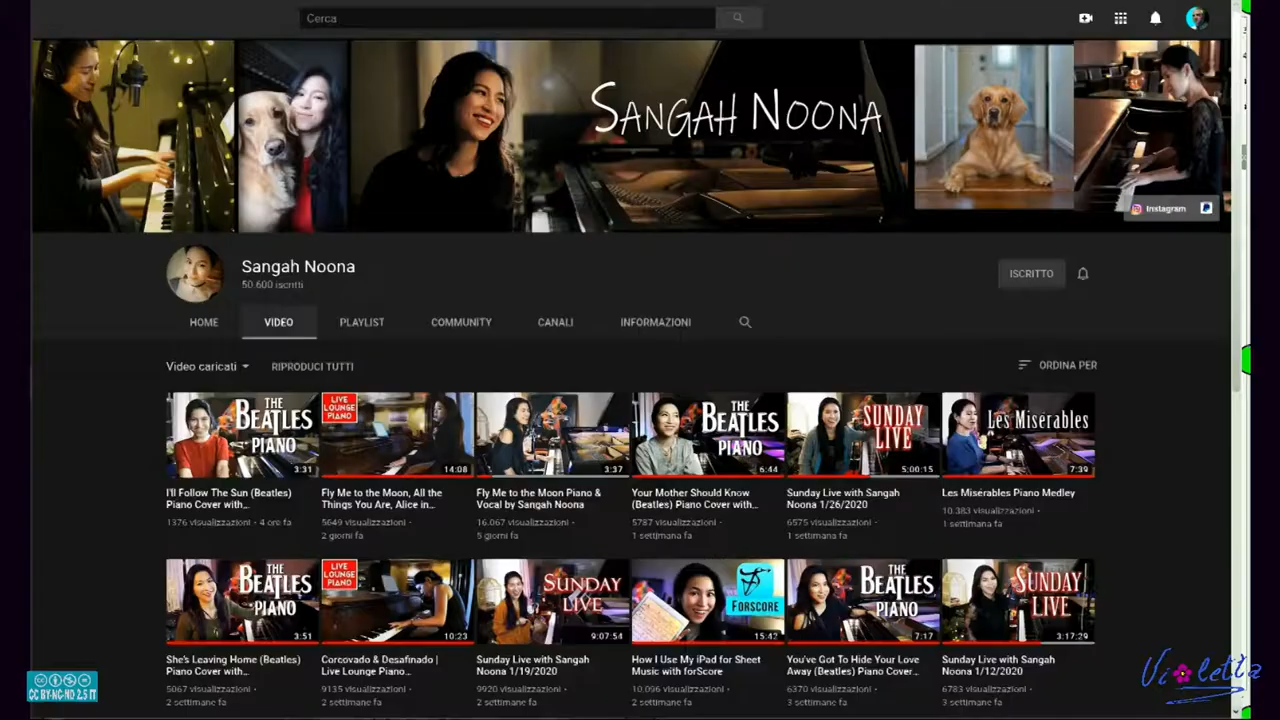 Cerca
SANGAH NOONA
Instagram
Sangah Noona
50.600 iscritti
ISCRITTO
HOME
VIDEO
PLAYLIST
COMMUNITY
CANALI
INFORMAZIONI
Video caricati
RIPRODUCI TUTTI
ORDINA PER
THE
BEATLES
PIANO
3:31
LIVE
LOUNGE
PIANO
14:08
3:37
THE
BEATLES
PIANO
6:44
SUNDAY
LIVE
5:00:15
Les Misérables
7:39
I'll Follow The Sun (Beatles)
Piano Cover with...
1376 visualizzazioni • 4 ore fa
Fly Me to the Moon, All the
Things You Are, Alice in...
5649 visualizzazioni •
2 giorni fa
Fly Me to the Moon Piano &
Vocal by Sangah Noona
16.067 visualizzazioni •
5 giorni fa
Your Mother Should Know
(Beatles) Piano Cover with...
5787 visualizzazioni •
1 settimana fa
Sunday Live with Sangah
Noona 1/26/2020
6575 visualizzazioni •
1 settimana fa
Les Misérables Piano Medley
10.383 visualizzazioni •
1 settimana fa
THE
BEATLES
PIANO
3:51
LIVE
LOUNGE
PIANO
10:23
SUNDAY
LIVE
9:07:54
FORSCORE
15:42
THE
BEATLES
PIANO
7:17
SUNDAY
LIVE
3:17:29
She's Leaving Home (Beatles)
Piano Cover with...
5067 visualizzazioni •
2 settimane fa
Corcovado & Desafinado |
Live Lounge Piano...
9135 visualizzazioni •
2 settimane fa
Sunday Live with Sangah
Noona 1/19/2020
9920 visualizzazioni •
2 settimane fa
How I Use My iPad for Sheet
Music with forScore
10.096 visualizzazioni •
2 settimane fa
You've Got To Hide Your Love
Away (Beatles) Piano Cover...
6370 visualizzazioni •
3 settimane fa
Sunday Live with Sangah
Noona 1/12/2020
6783 visualizzazioni •
3 settimane fa
CC BY-NC-ND 2.5 IT
Violetta